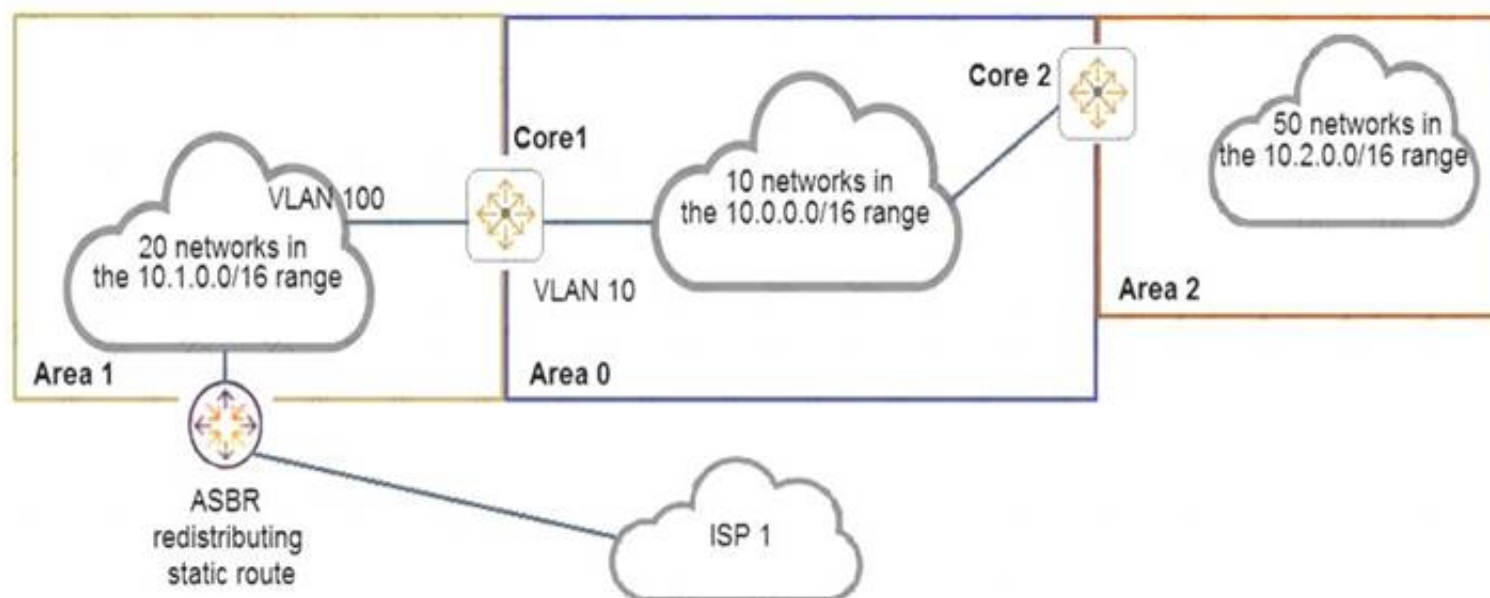 Core 2
50 networks in
the 10.2.0.0/16 range
Core1
10 networks in
the 10.0.0.0/16 range
VLAN 100
20 networks in
the 10.1.0.0/16 range
VLAN 10
Area 2
Area 1
Area 0
ASBR
redistributing
static route
ISP 1